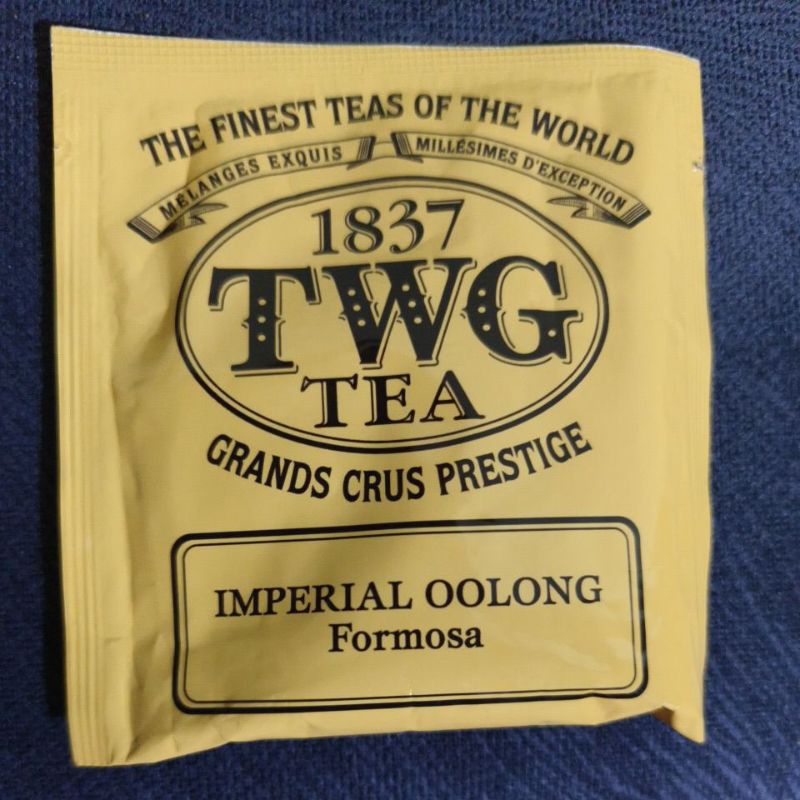 THE FINEST TEAS OF THE WORLD
MÉLANGES EXQUIS MILLÉSIMES D'EXCEPTION
1837
TWG
TEA
GRANDS CRUS PRESTIGE
IMPERIAL OOLONG
Formosa